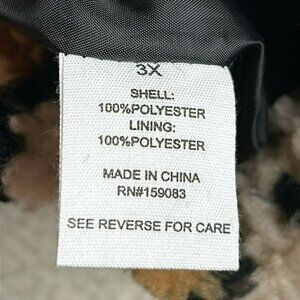 3X
SHELL:
100%POLYESTER
LINING:
100%POLYESTER
MADE IN CHINA
RN#159083
SEE REVERSE FOR CARE